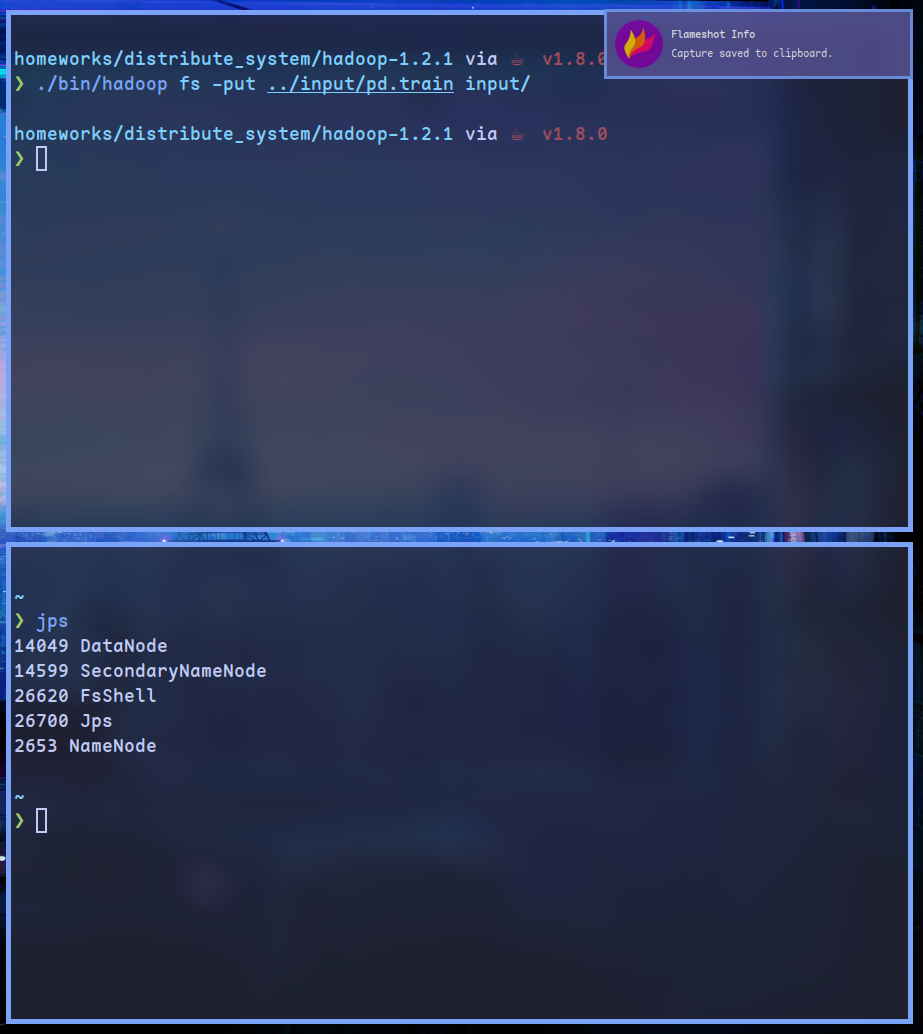 homeworks/distribute_system/hadoop-1.2.1 via ☕ v1.8.0
❯ ./bin/hadoop fs -put ../input/pd.train input/
homeworks/distribute_system/hadoop-1.2.1 via ☕ v1.8.0
❯
Flameshot Info
Capture saved to clipboard.
~
❯ jps
14049 DataNode
14599 SecondaryNameNode
26620 FsShell
26700 Jps
2653 NameNode
~
❯